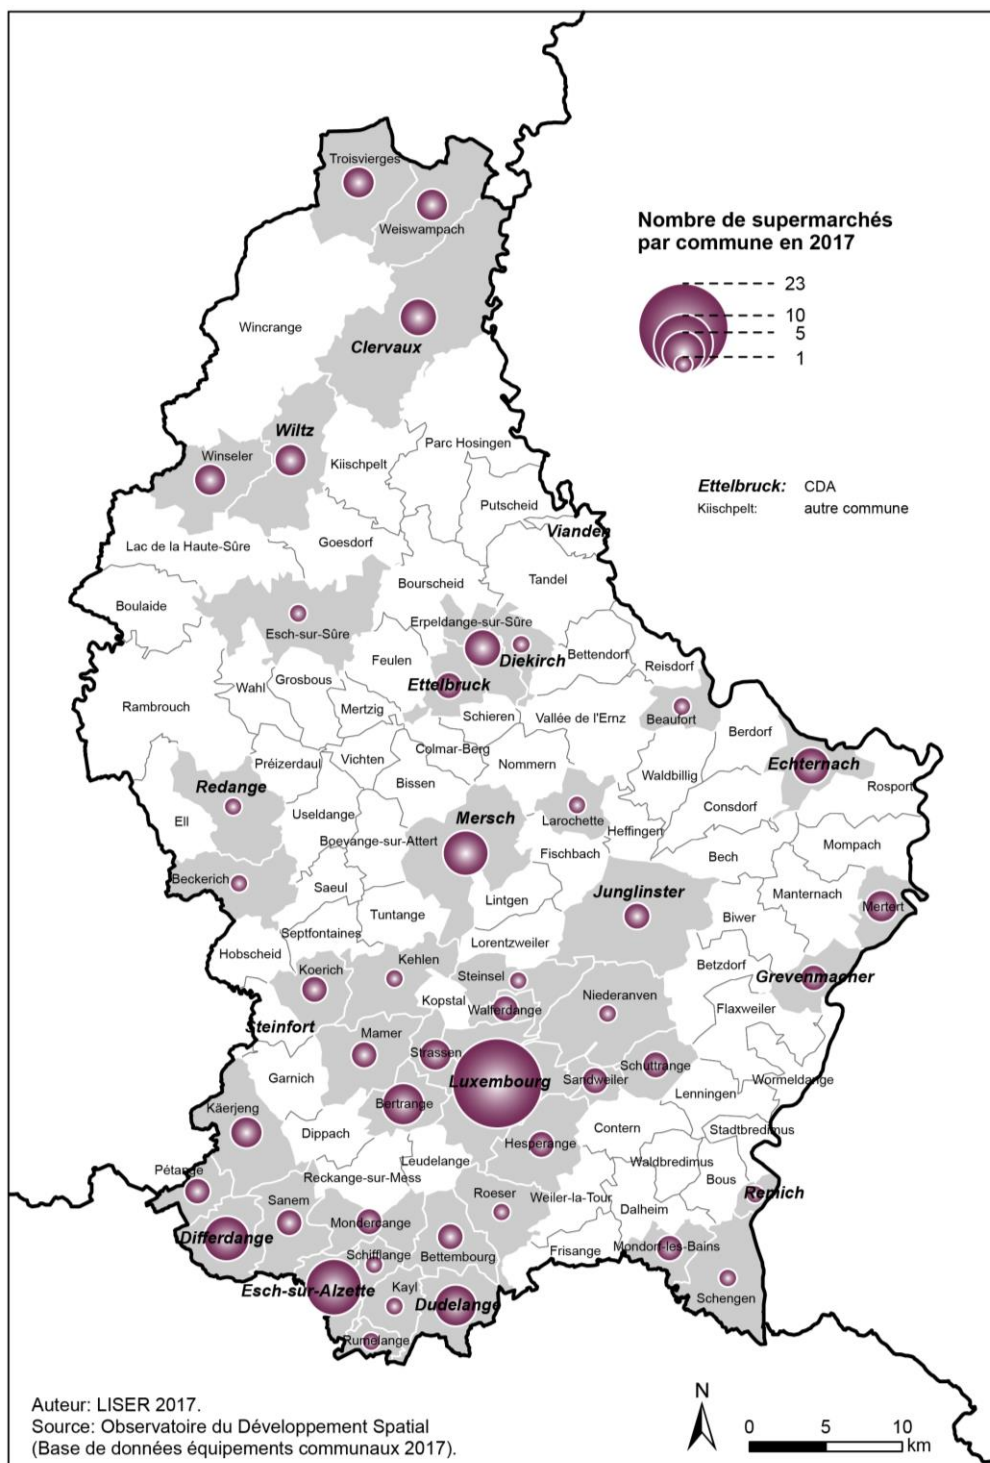 Troisvierges
Weiswampach
Nombre de supermarchés
par commune en 2017
23
10
5
1
Wincrange
Clervaux
Wiltz
Winseler
Kiischpelt
Parc Hosingen
Ettelbruck: CDA
Kiischpelt: autre commune
Putscheid
Vianden
Lac de la Haute-Sûre
Goesdorf
Boulaide
Bourscheid
Tandel
Esch-sur-Sûre
Erpeldange-sur-Sûre
Feulen
Diekirch
Bettendorf
Reisdorf
Ettelbruck
Wahl
Grosbous
Rambrouch
Mertzig
Schieren
Vallée de l'Ernz
Beaufort
Berdorf
Colmar-Berg
Préizerdaul
Vichten
Nommern
Echternach
Redange
Bissen
Waldbillig
Rosport
Ell
Useldange
Mersch
Larochette
Consdorf
Heffingen
Boevange-sur-Attert
Fischbach
Mompach
Bech
Beckerich
Saeul
Junglinster
Manternach
Lintgen
Mertert
Tuntange
Biwer
Septfontaines
Lorentzweiler
Hobscheid
Kehlen
Betzdorf
Koerich
Steinsel
Grevenmacher
Kopstal
Niederanven
Walferdange
Flaxweiler
Steinfort
Mamer
Strassen
Schuttrange
Garnich
Luxembourg
Sandweiler
Wormeldange
Lenningen
Bertrange
Käerjeng
Contern
Stadtbredimus
Dippach
Hesperange
Leudelange
Waldbredimus
Pétange
Reckange-sur-Mess
Bous
Remich
Roeser
Weiler-la-Tour
Sanem
Dalheim
Mondercange
Differdange
Frisange
Mondorf-les-Bains
Schifflange
Bettembourg
Esch-sur-Alzette
Kayl
Schengen
Dudelange
Rumelange
Auteur: LISER 2017.
Source: Observatoire du Développement Spatial
(Base de données équipements communaux 2017).
N
0 5 10
km